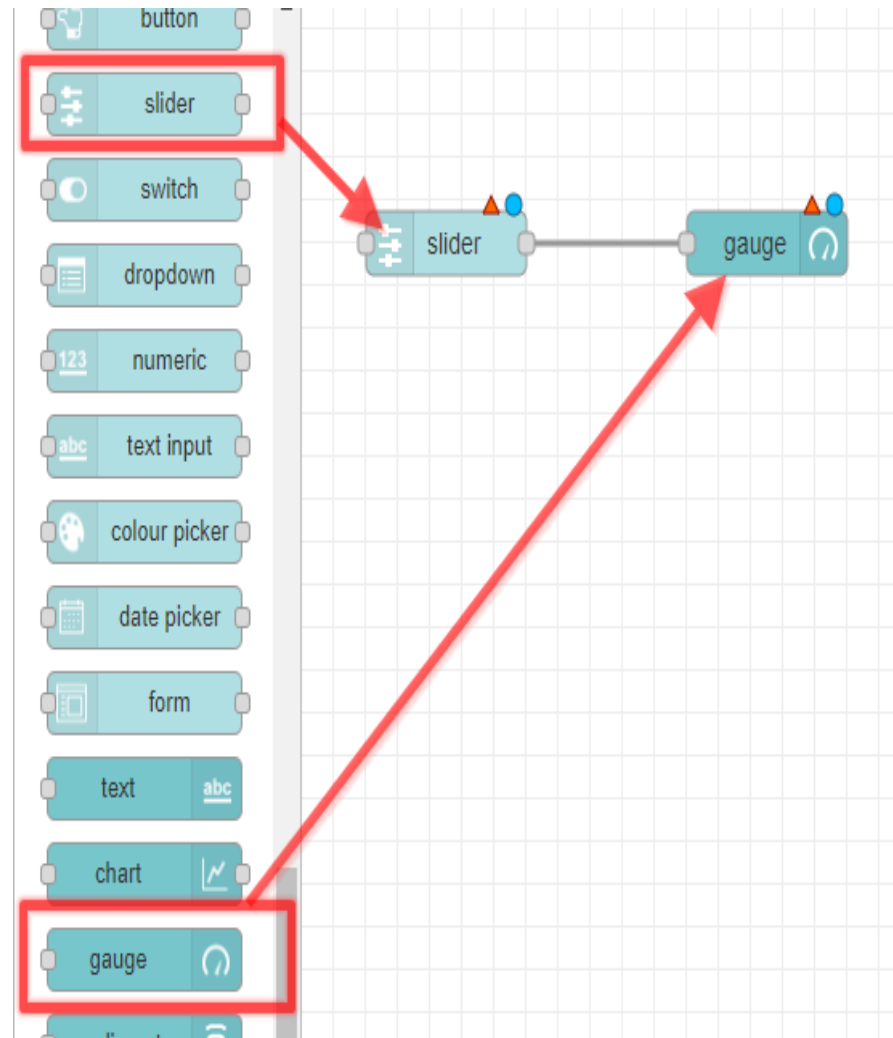 button
slider
switch
dropdown
123 numeric
abc text input
colour picker
date picker
form
text abc
chart
gauge
slider
gauge